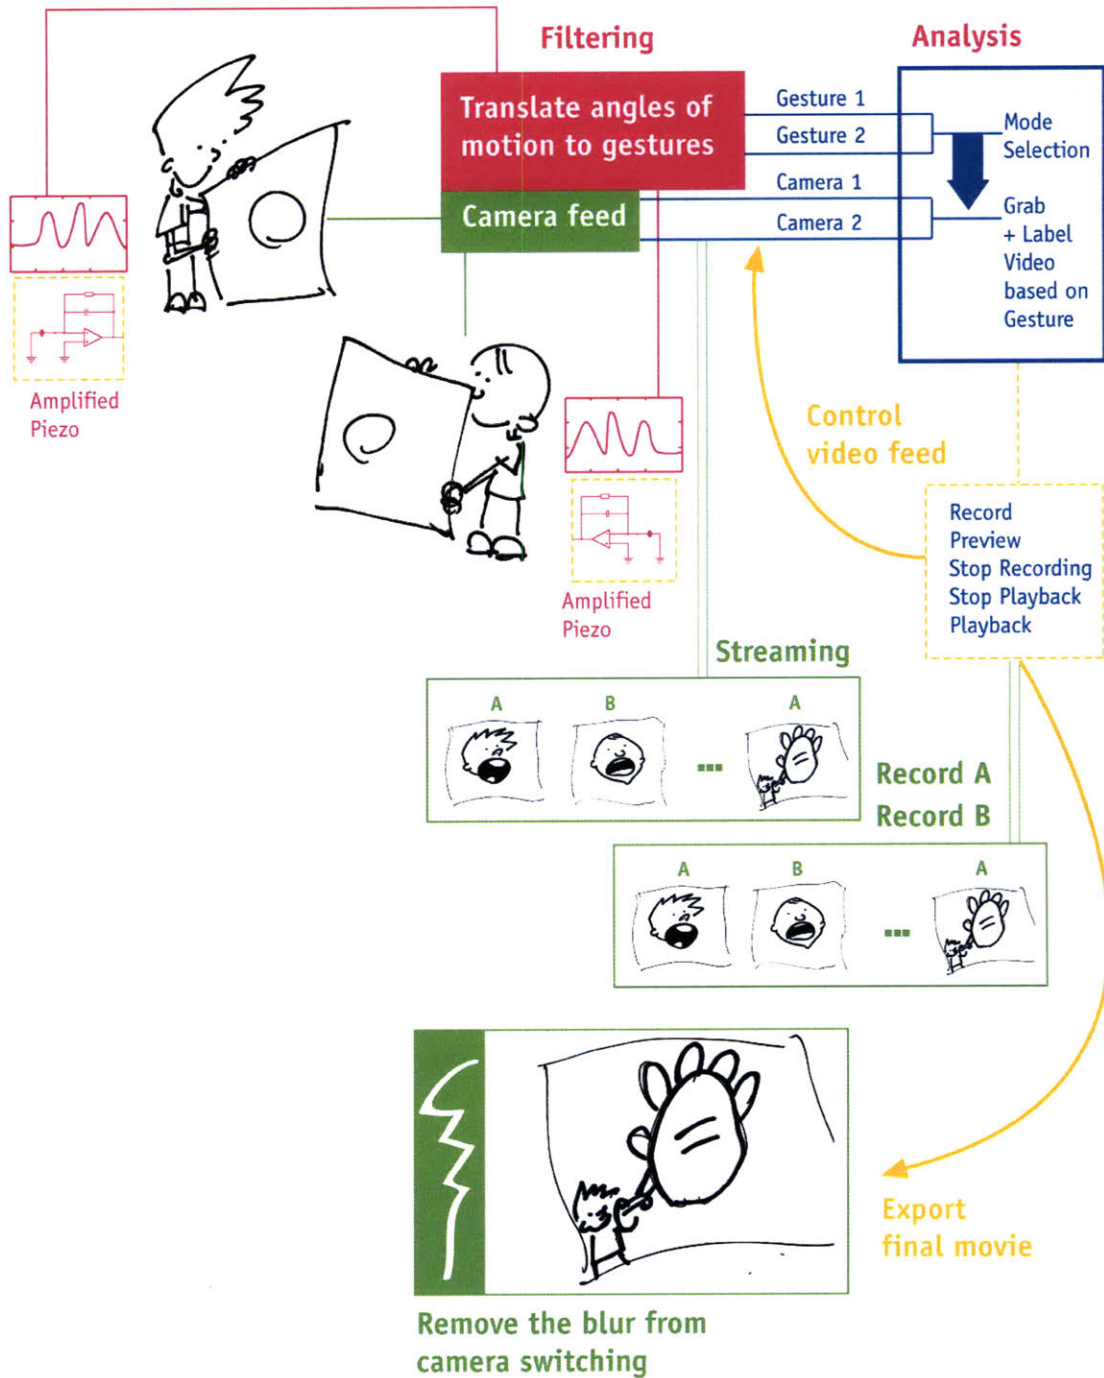 Filtering
Analysis
Translate angles of
motion to gestures
Camera feed
Gesture 1
Gesture 2
Camera 1
Camera 2
Mode
Selection
Grab
+ Label
Video
based on
Gesture
Amplified
Piezo
Amplified
Piezo
Control
video feed
Record
Preview
Stop Recording
Stop Playback
Playback
Streaming
A
B
A
Record A
Record B
A
B
A
Export
final movie
Remove the blur from
camera switching